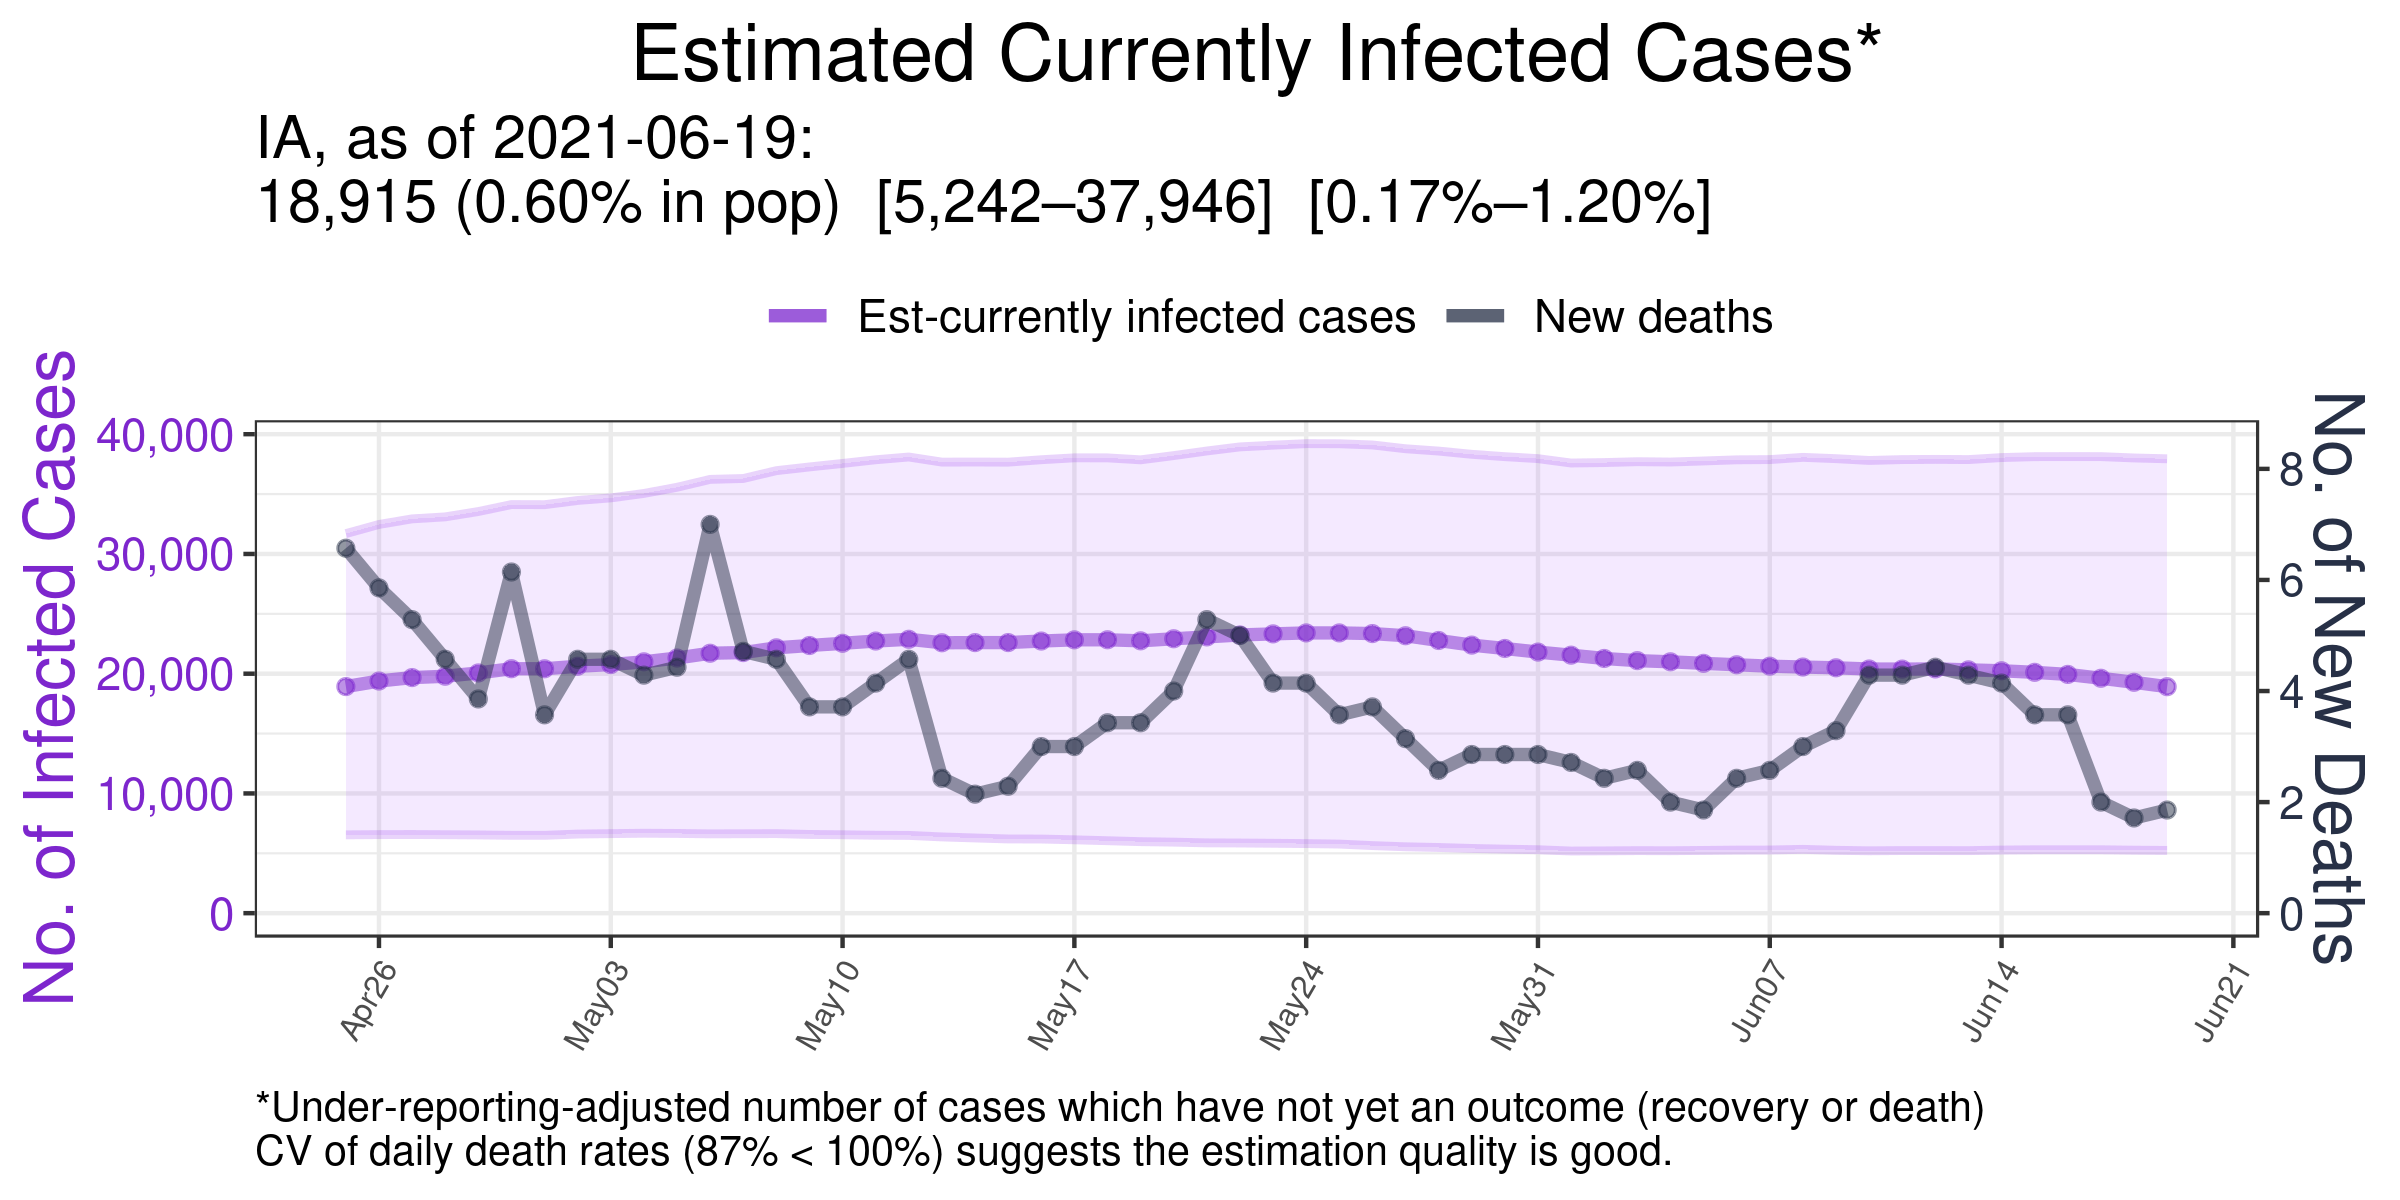 Estimated Currently Infected Cases*
IA, as of 2021-06-19:
18,915 (0.60% in pop)  [5,242–37,946]  [0.17%–1.20%]
Est-currently infected cases
New deaths
No. of Infected Cases
40,000
30,000
20,000
10,000
0
8
6
4
2
0
No. of New Deaths
Apr26
May03
May10
May17
May24
May31
Jun07
Jun14
Jun21
*Under-reporting-adjusted number of cases which have not yet an outcome (recovery or death)
CV of daily death rates (87% < 100%) suggests the estimation quality is good.